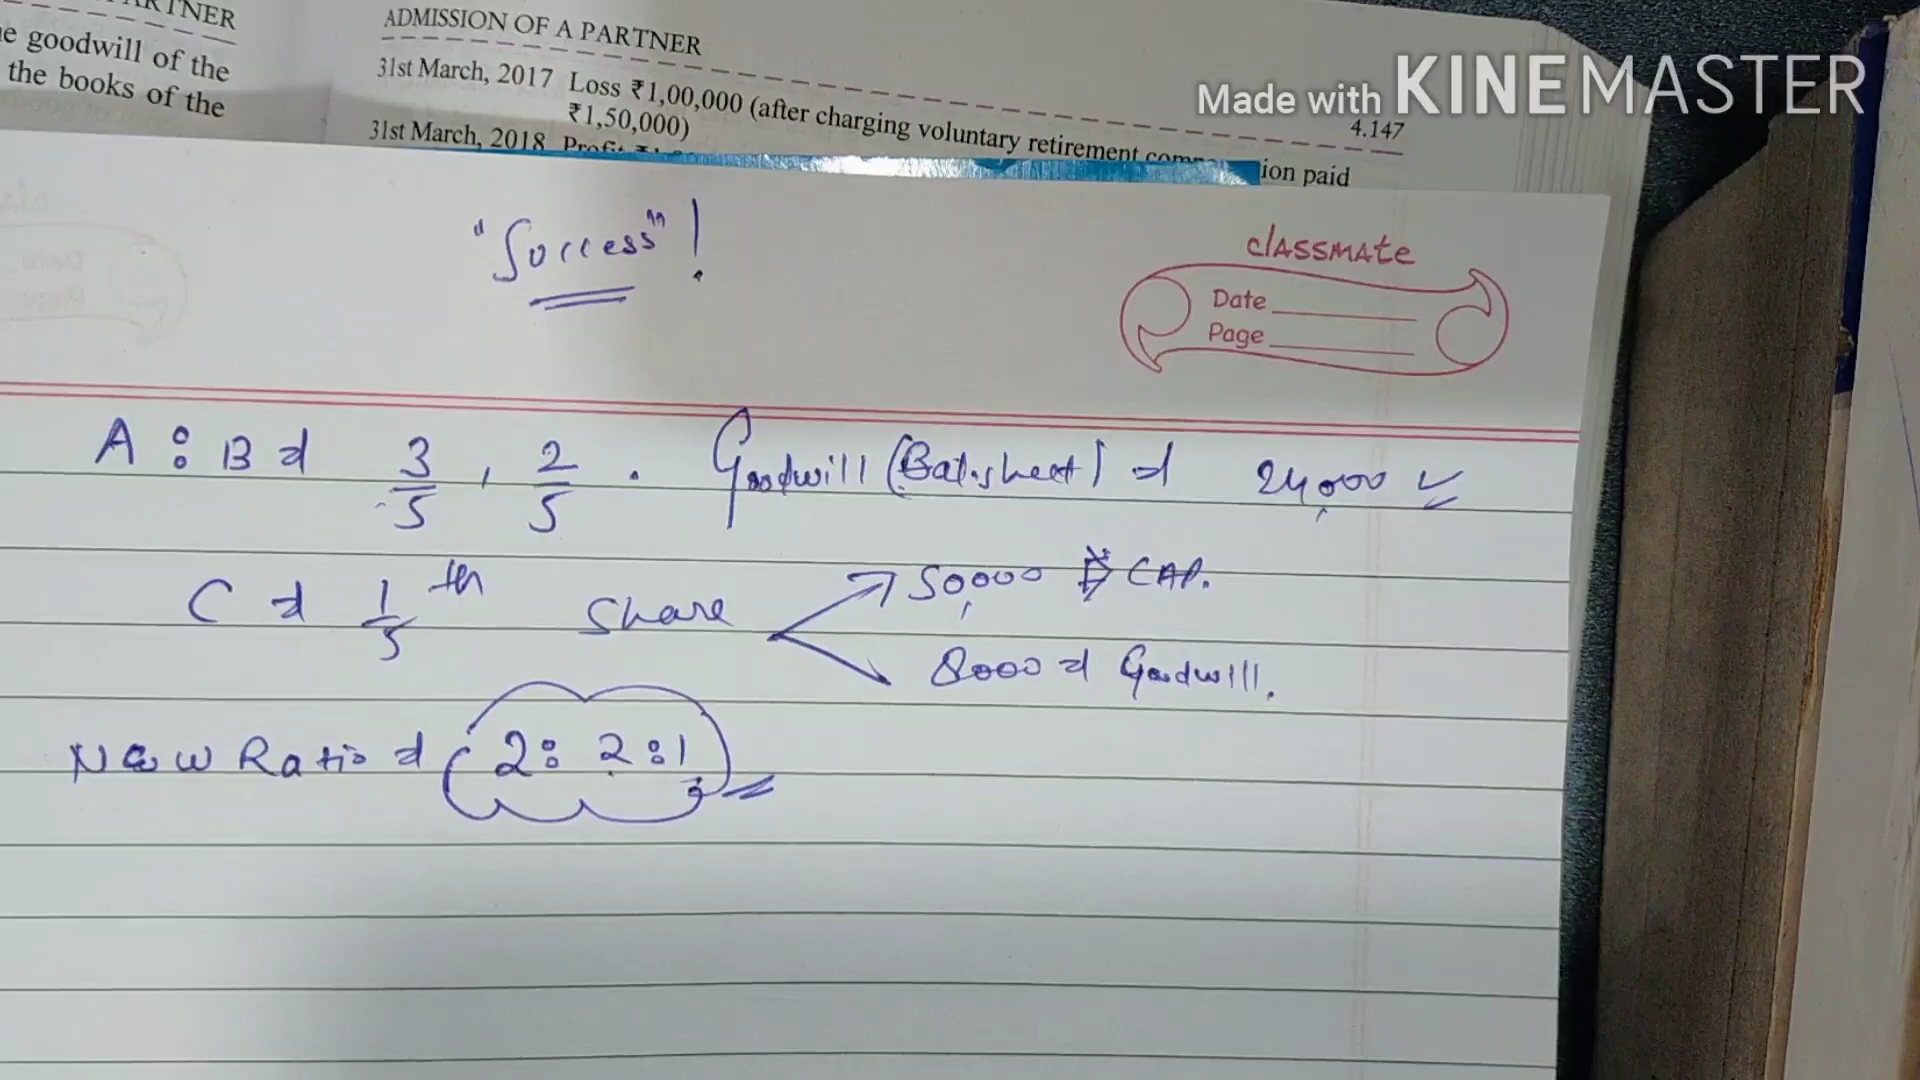 RTNER
e goodwill of the
the books of the
ADMISSION OF A PARTNER
4.147
31st March, 2017 Loss ₹1,00,000 (after charging voluntary retirement com ion paid
₹1,50,000)
31st March, 2018 Profit
Made with KINEMASTER
"Success"!
classmate
Date
Page
A : B = 3/5 , 2/5 . Goodwill (Bal.sheet) = 24,000
C = 1/5 th Share
50,000 ⇒ CAP.
8000 = Goodwill.
New Ratio = 2 : 2 : 1